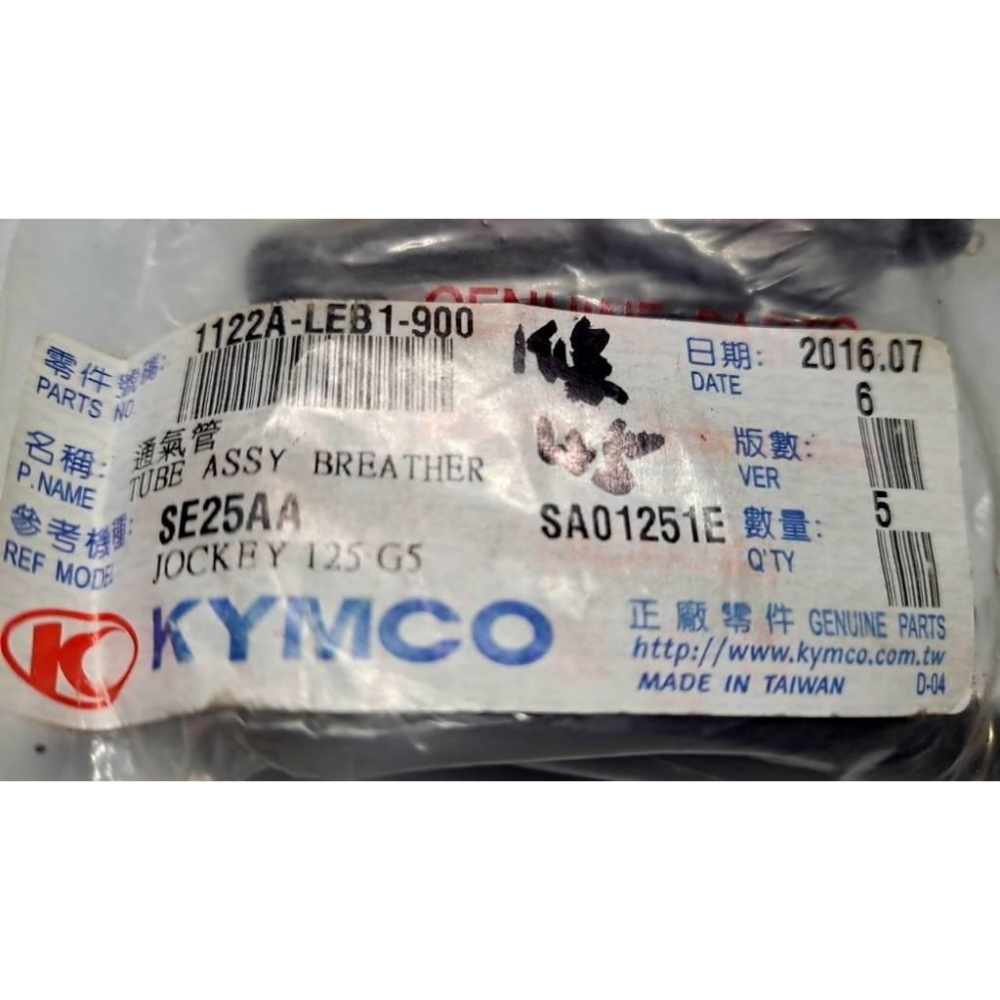 GENUINE PARTS
零件號碼: 1122A-LEB1-900
PARTS NO.
日期: 2016.07
DATE
名稱: 通氣管
P.NAME TUBE ASSY BREATHER
版數: 6
VER
參考機種: SE25AA SA01251E
REF MODEL JOCKEY 125 G5
數量: 5
Q'TY
KYMCO
正廠零件 GENUINE PARTS
http://www.kymco.com.tw
MADE IN TAIWAN D-04